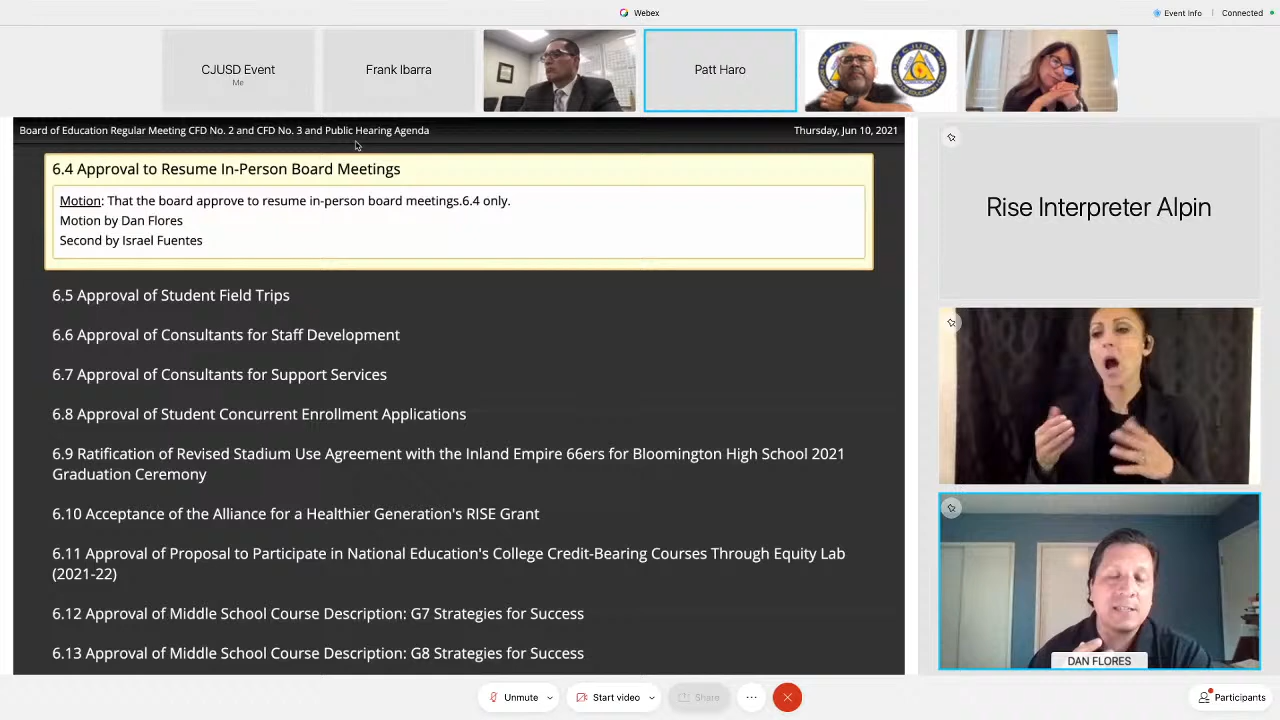 Webex
Event Info
Connected
CJUSD Event
Me
Frank Ibarra
Patt Haro
CJUSD
Board of Education Regular Meeting CFD No. 2 and CFD No. 3 and Public Hearing Agenda
Thursday, Jun 10, 2021
6.4 Approval to Resume In-Person Board Meetings
Motion: That the board approve to resume in-person board meetings.6.4 only.
Motion by Dan Flores
Second by Israel Fuentes
6.5 Approval of Student Field Trips
6.6 Approval of Consultants for Staff Development
6.7 Approval of Consultants for Support Services
6.8 Approval of Student Concurrent Enrollment Applications
6.9 Ratification of Revised Stadium Use Agreement with the Inland Empire 66ers for Bloomington High School 2021
Graduation Ceremony
6.10 Acceptance of the Alliance for a Healthier Generation's RISE Grant
6.11 Approval of Proposal to Participate in National Education's College Credit-Bearing Courses Through Equity Lab
(2021-22)
6.12 Approval of Middle School Course Description: G7 Strategies for Success
6.13 Approval of Middle School Course Description: G8 Strategies for Success
Rise Interpreter Alpin
DAN FLORES
Unmute
Start video
Share
Participants